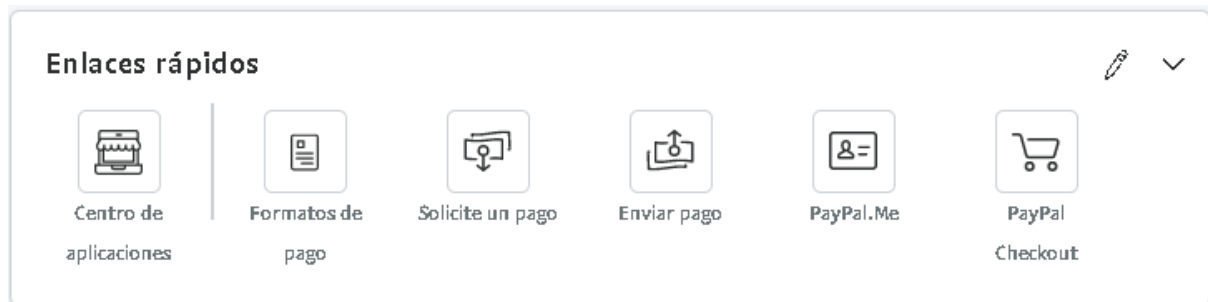 Enlaces rápidos
Centro de
aplicaciones
Formatos de
pago
Solicite un pago
Enviar pago
PayPal.Me
PayPal
Checkout